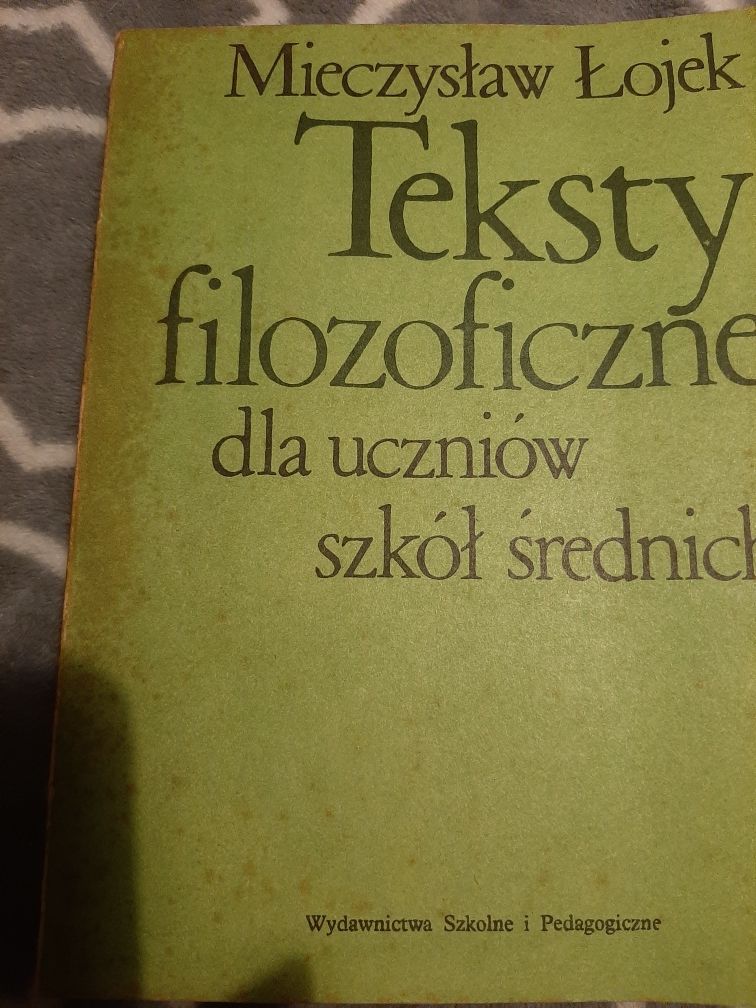 Mieczysław Łojek
Teksty
filozoficzne
dla uczniów
szkół średnich
Wydawnictwa Szkolne i Pedagogiczne